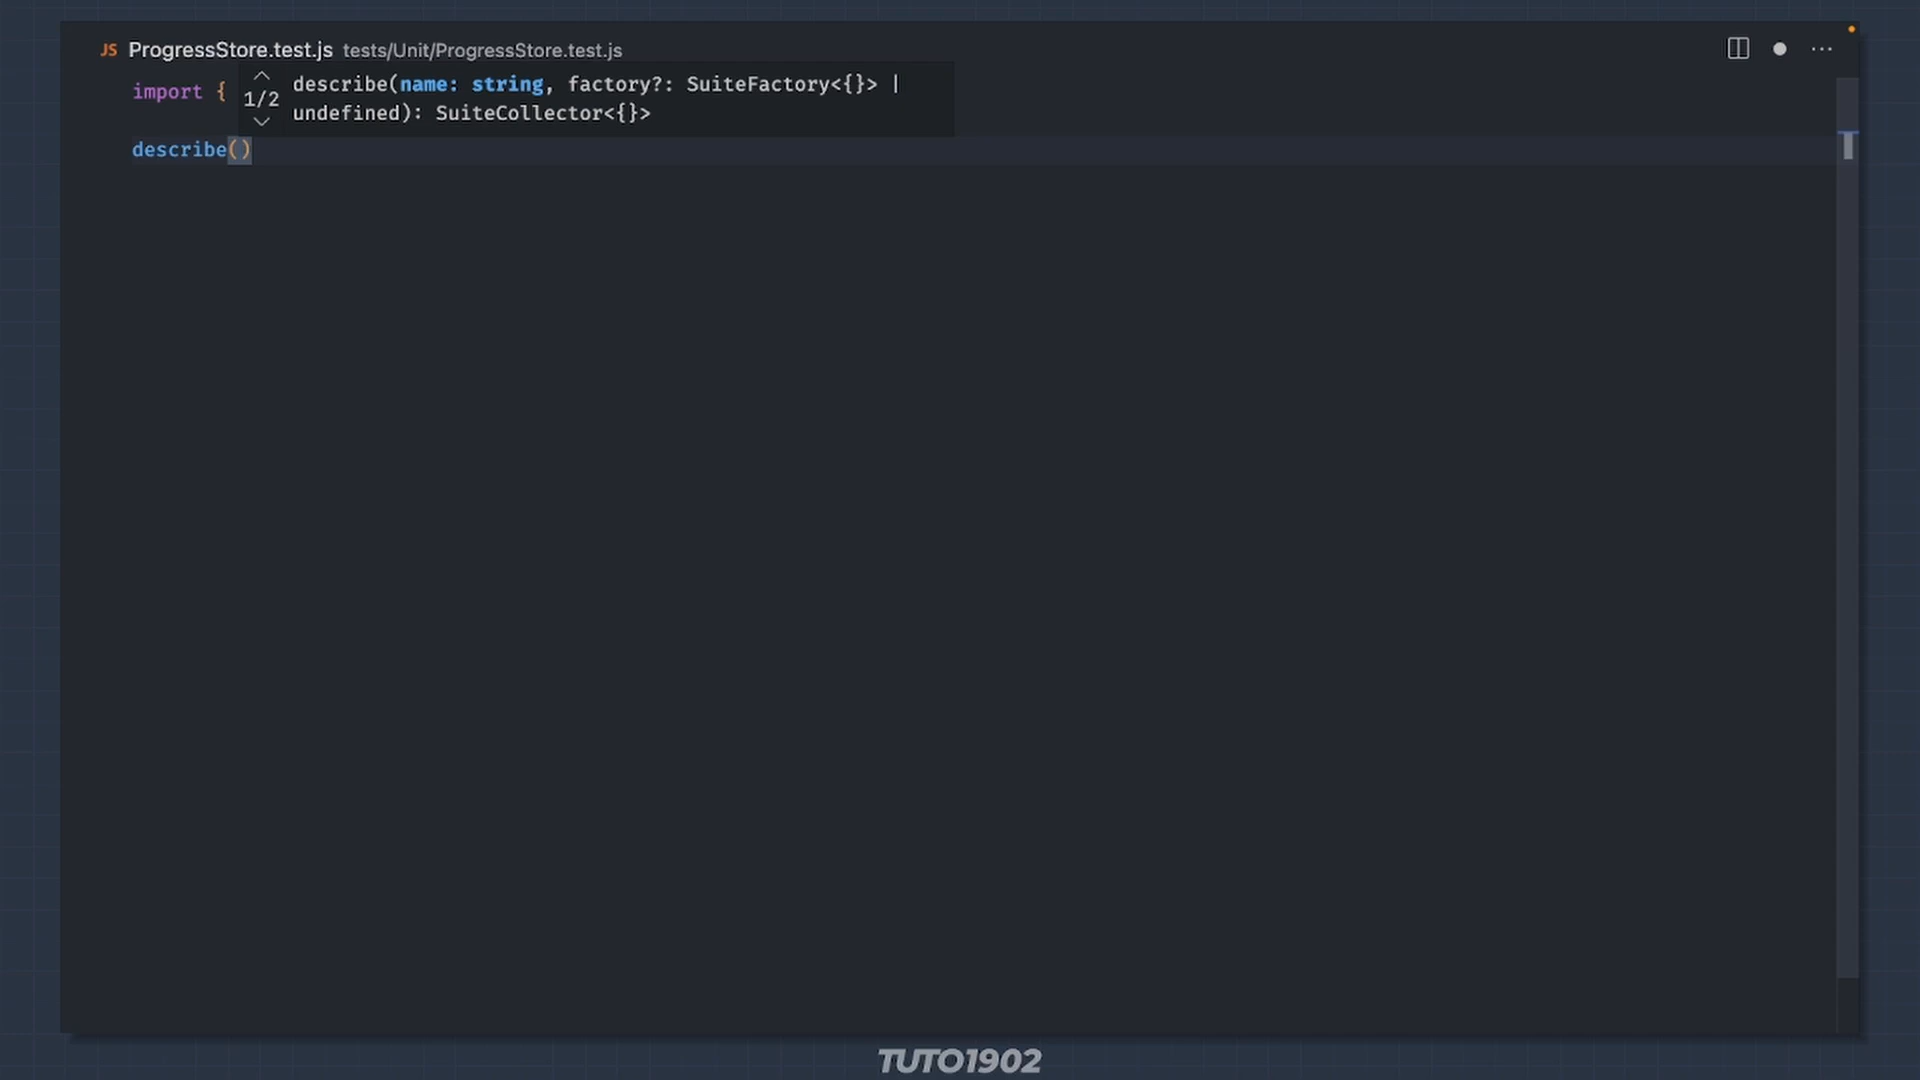 JS ProgressStore.test.js tests/Unit/ProgressStore.test.js
import {
1/2
describe(name: string, factory?: SuiteFactory<{}> |
undefined): SuiteCollector<{}>
describe()
TUTO1902